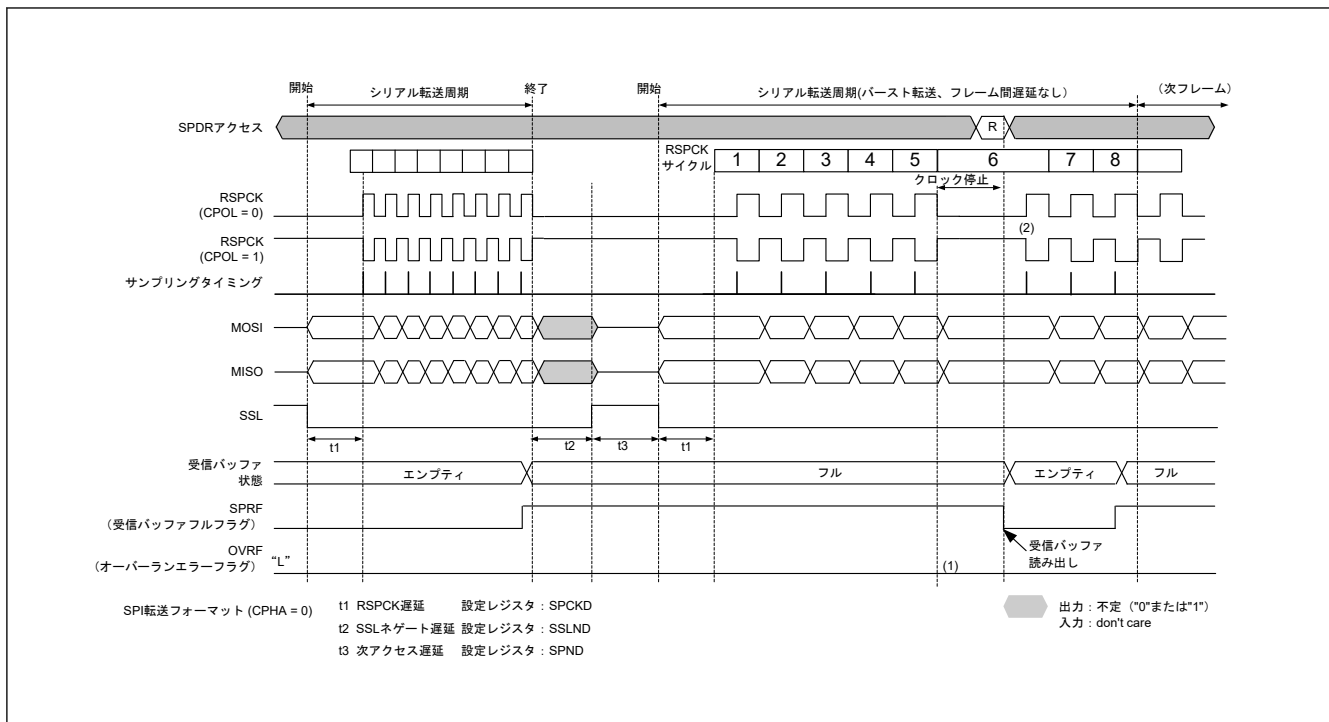 開始 シリアル転送周期 終了 開始 シリアル転送周期(バースト転送、フレーム間遅延なし) (次フレーム)
SPDRアクセス R
RSPCK
サイクル
1 2 3 4 5 6 7 8
クロック停止
RSPCK
(CPOL = 0)
(2)
RSPCK
(CPOL = 1)
サンプリングタイミング
MOSI
MISO
SSL
t1 t2 t3 t1
受信バッファ
状態
エンプティ フル エンプティ フル
SPRF
(受信バッファフルフラグ)
受信バッファ
読み出し
OVRF
(オーバーランエラーフラグ)
“L”
(1)
SPI転送フォーマット (CPHA = 0)
t1 RSPCK遅延 設定レジスタ:SPCKD
t2 SSLネゲート遅延 設定レジスタ:SSLND
t3 次アクセス遅延 設定レジスタ:SPND
出力:不定("0"または"1")
入力:don't care